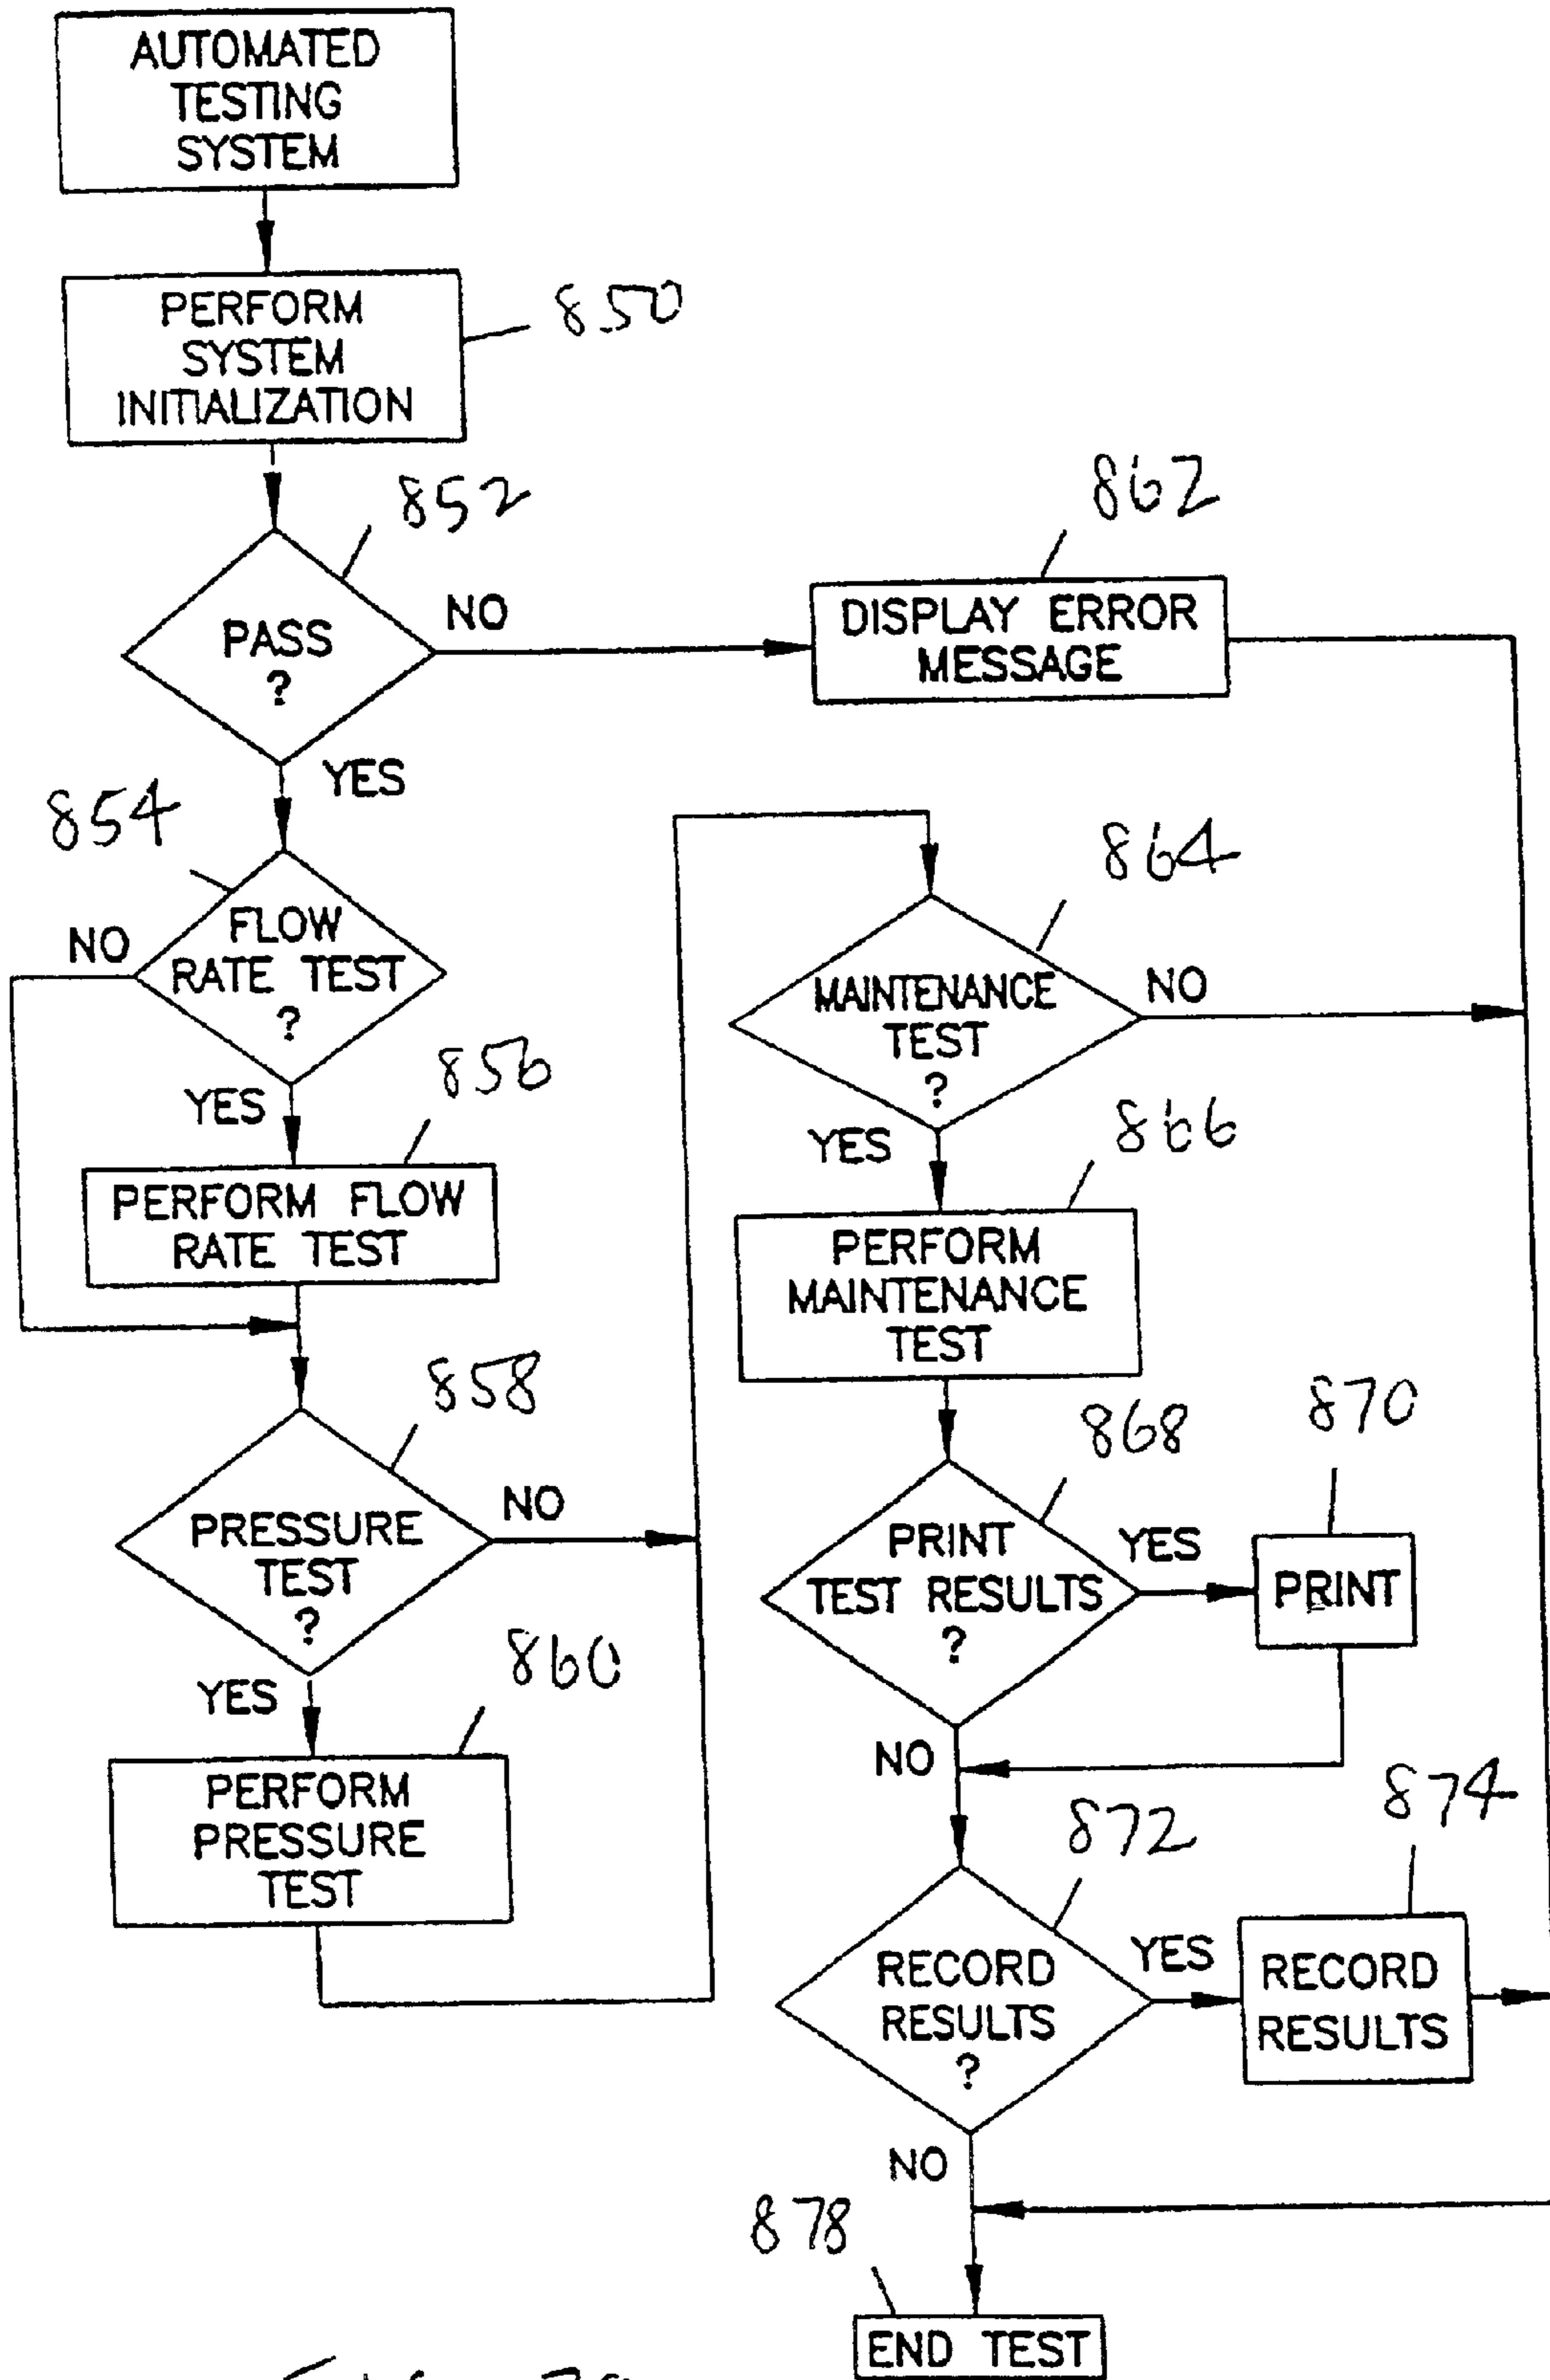 AUTOMATED
TESTING
SYSTEM
PERFORM
SYSTEM
INITIALIZATION
850
852
PASS
?
NO
862
DISPLAY ERROR
MESSAGE
YES
854
FLOW
RATE TEST
?
NO
YES
856
PERFORM FLOW
RATE TEST
858
PRESSURE
TEST
?
NO
YES
860
PERFORM
PRESSURE
TEST
864
MAINTENANCE
TEST
?
NO
YES
866
PERFORM
MAINTENANCE
TEST
868
PRINT
TEST RESULTS
?
YES
870
PRINT
NO
872
RECORD
RESULTS
?
YES
874
RECORD
RESULTS
NO
878
END TEST